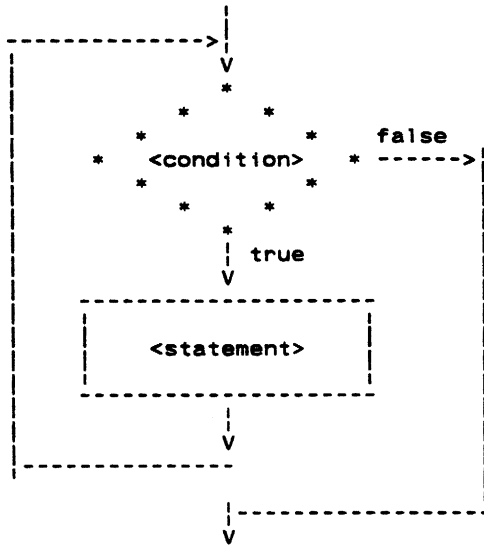 false
<condition>
true
<statement>